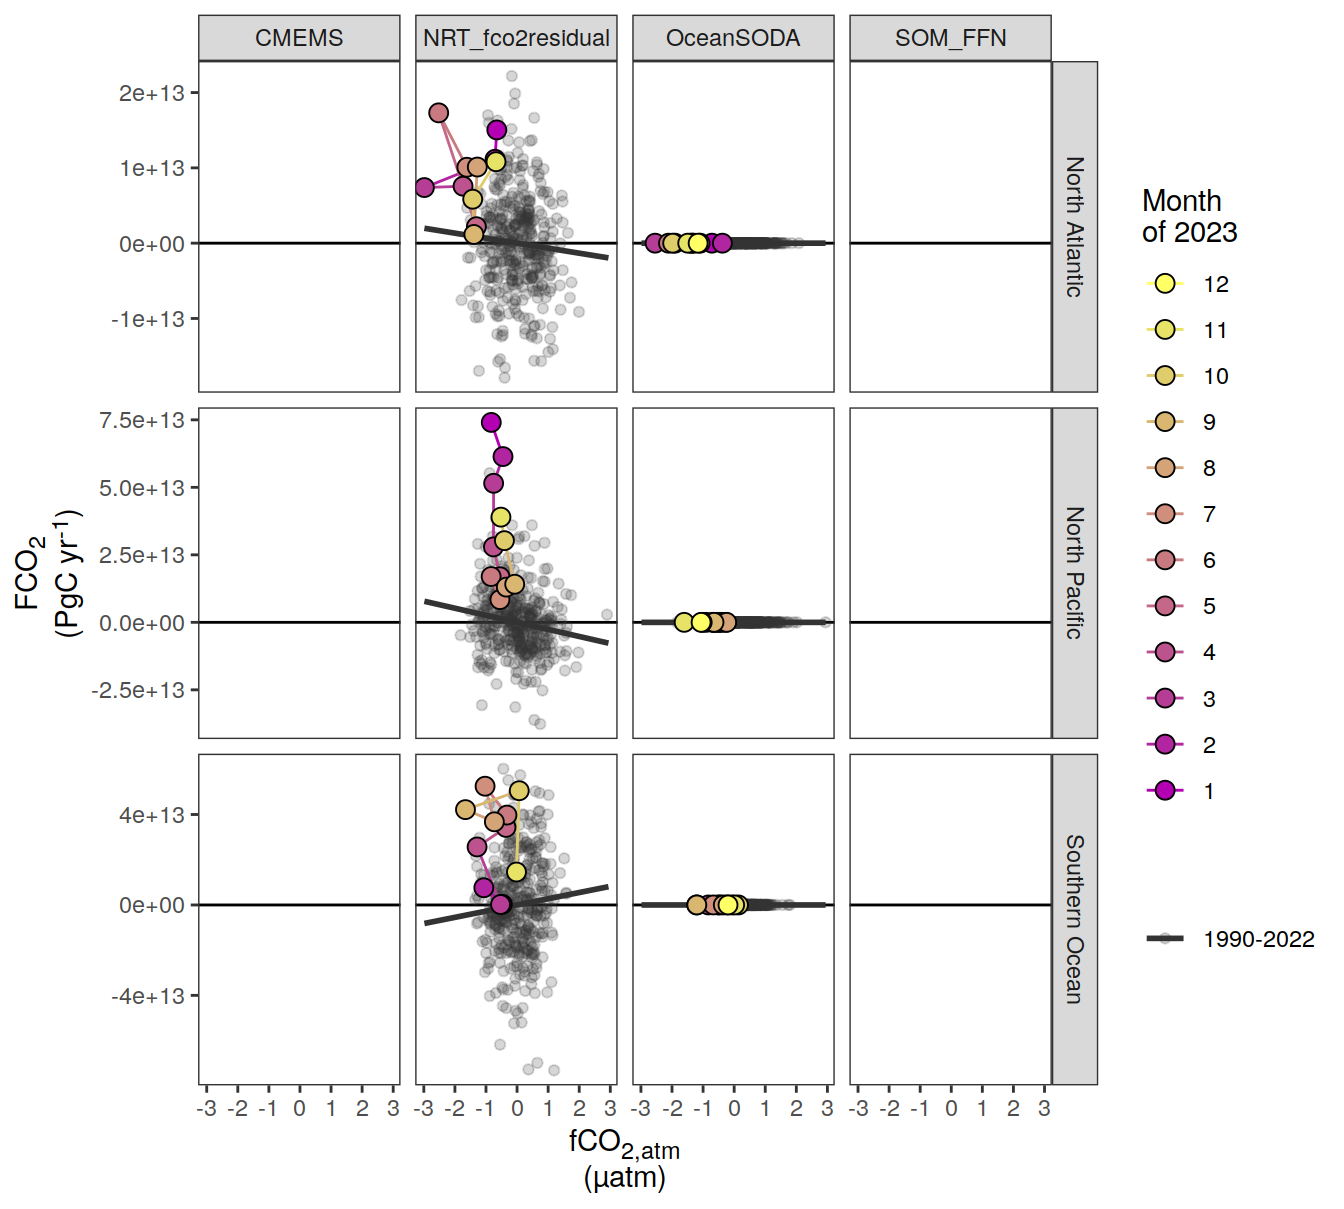 CMEMS NRT_fco2residual OceanSODA SOM_FFN
2e+13
1e+13
0e+00
-1e+13
North Atlantic
7.5e+13
5.0e+13
2.5e+13
0.0e+00
-2.5e+13
North Pacific
4e+13
0e+00
-4e+13
Southern Ocean
FCO2
(PgC yr-1)
-3 -2 -1 0 1 2 3 -3 -2 -1 0 1 2 3 -3 -2 -1 0 1 2 3 -3 -2 -1 0 1 2 3
fCO2,atm
(µatm)
Month
of 2023
12
11
10
9
8
7
6
5
4
3
2
1
1990-2022